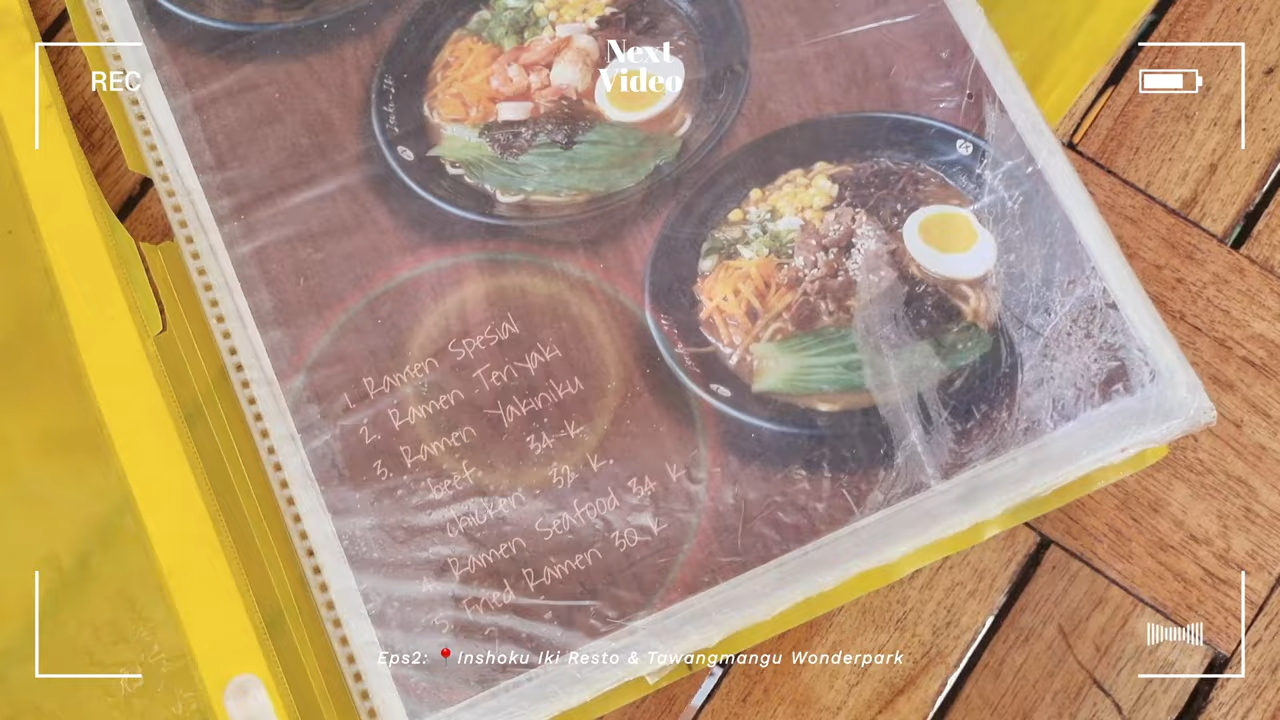 REC
Next
Video
1. Ramen Spesial
2. Ramen Teriyaki
3. Ramen Yakiniku
beef 34 K
chicken 32 K.
4. Ramen Seafood 34 K
5. Fried Ramen 30 K
Eps2: Inshoku Iki Resto & Tawangmangu Wonderpark